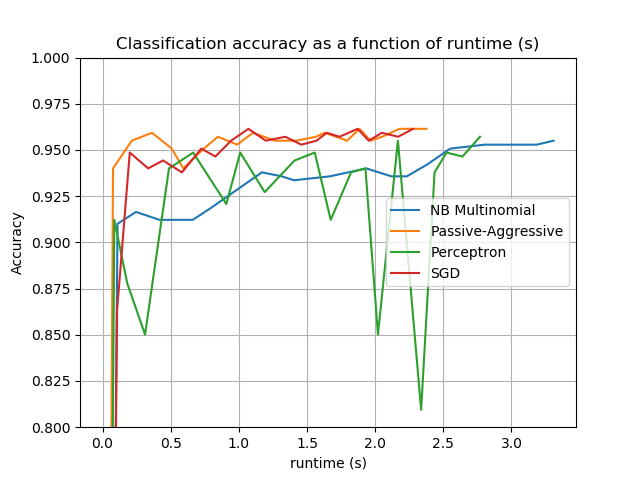 Classification accuracy as a function of runtime (s)
1.000
0.975
0.950
0.925
0.900
0.875
0.850
0.825
0.800
Accuracy
NB Multinomial
Passive-Aggressive
Perceptron
SGD
0.0 0.5 1.0 1.5 2.0 2.5 3.0
runtime (s)